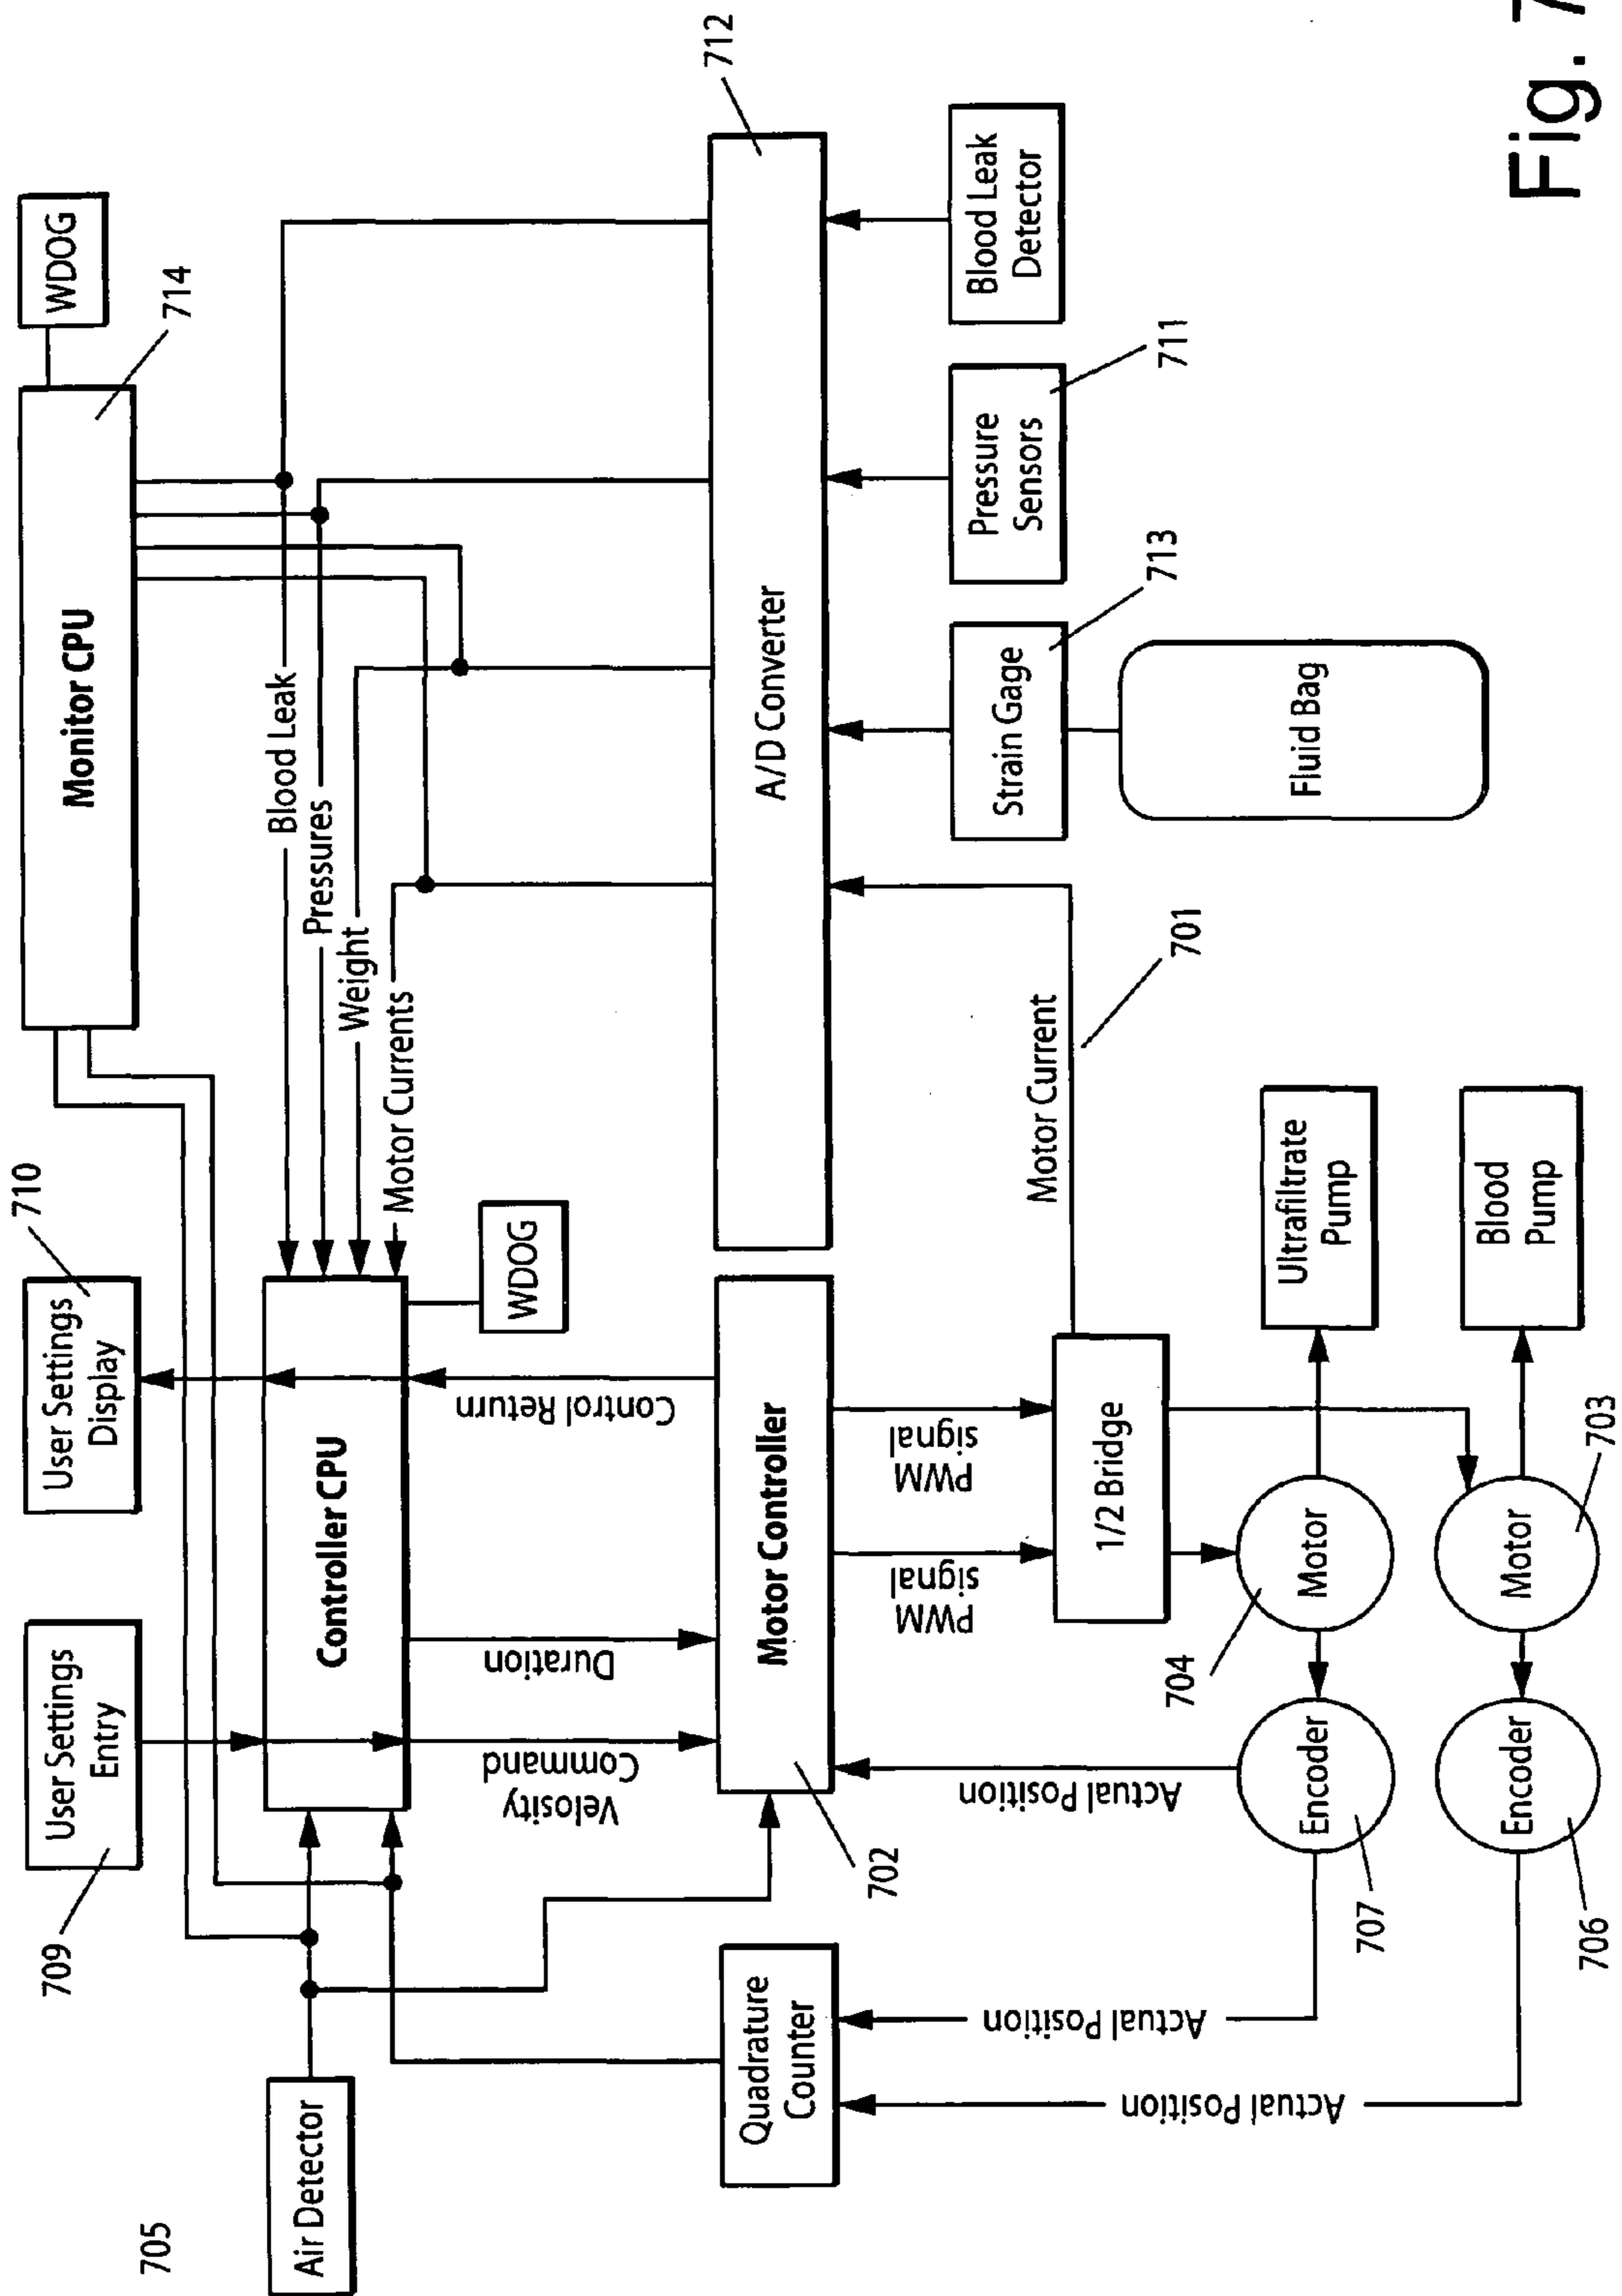 705
709
User Settings
Entry
710
User Settings
Display
Monitor CPU
714
WDOG
Air Detector
Controller CPU
Blood Leak
Pressures
Weight
Motor Currents
WDOG
Velosity
Command
Duration
Control Return
Quadrature
Counter
702
Motor Controller
A/D Converter
712
Actual Position
Actual Position
Actual Position
PWM
signal
PWM
signal
1/2 Bridge
Motor Current
701
Strain Gage
713
Pressure
Sensors
711
Blood Leak
Detector
Fluid Bag
707
Encoder
704
Motor
Ultrafiltrate
Pump
706
Encoder
Motor
703
Blood
Pump
Fig. 7